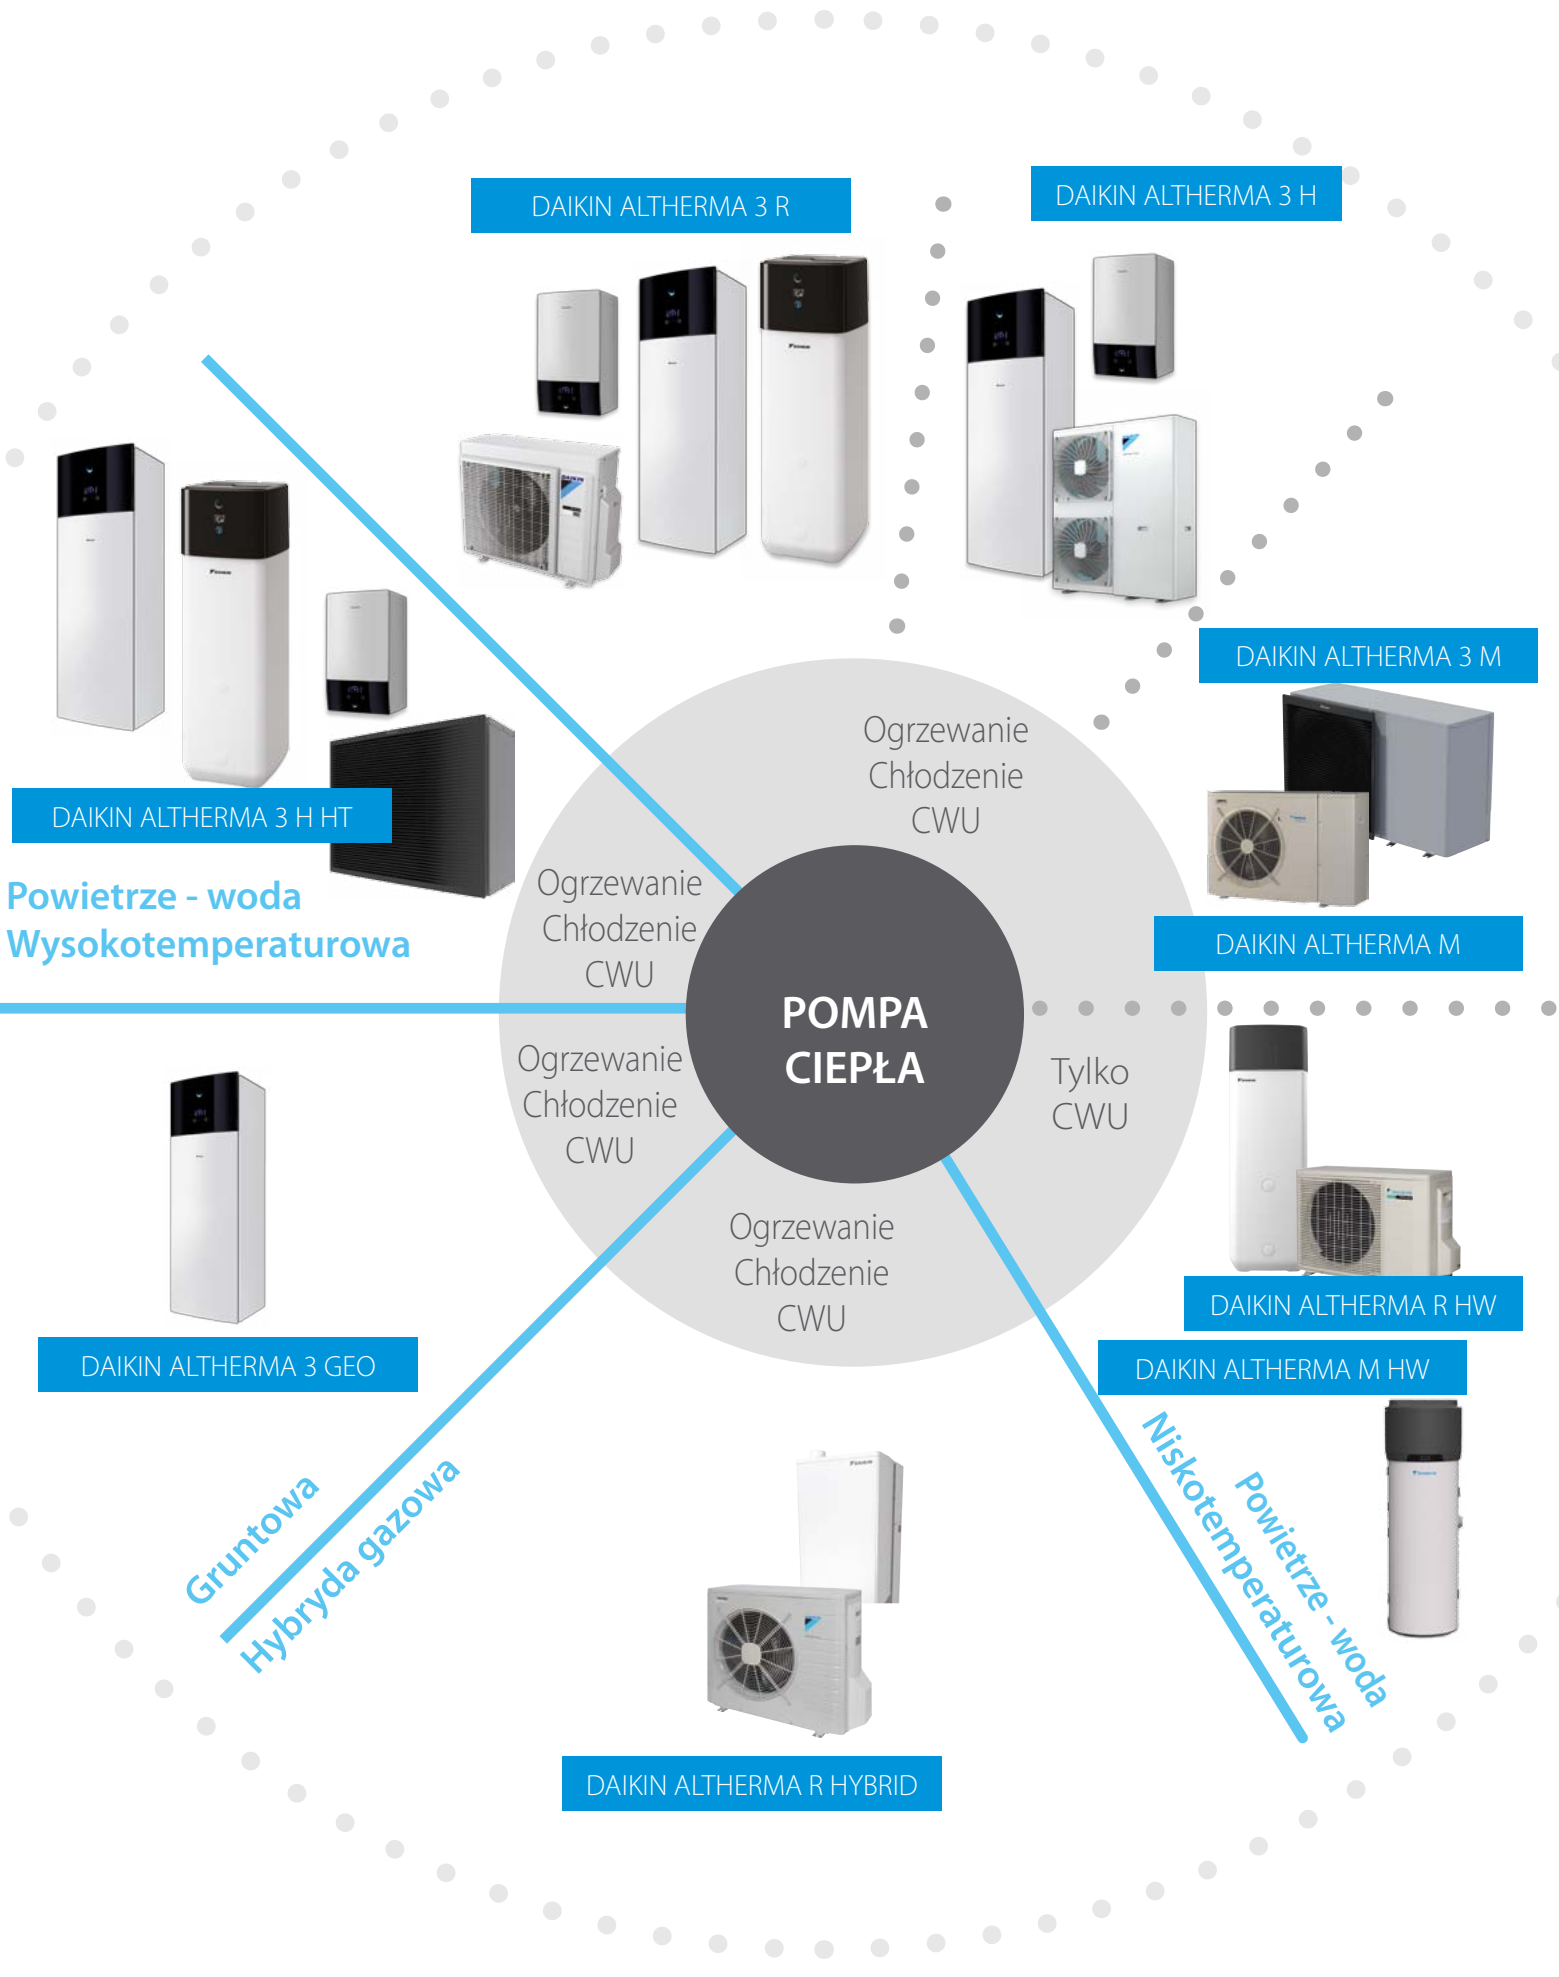 DAIKIN ALTHERMA 3 R
DAIKIN ALTHERMA 3 H
DAIKIN ALTHERMA 3 M
DAIKIN ALTHERMA M
DAIKIN ALTHERMA 3 H HT
Powietrze - woda
Wysokotemperaturowa
Ogrzewanie
Chłodzenie
CWU
Ogrzewanie
Chłodzenie
CWU
POMPA
CIEPŁA
Ogrzewanie
Chłodzenie
CWU
Tylko
CWU
Ogrzewanie
Chłodzenie
CWU
DAIKIN ALTHERMA R HW
DAIKIN ALTHERMA M HW
DAIKIN ALTHERMA 3 GEO
Gruntowa
Hybryda gazowa
Powietrze - woda
Niskotemperaturowa
DAIKIN ALTHERMA R HYBRID